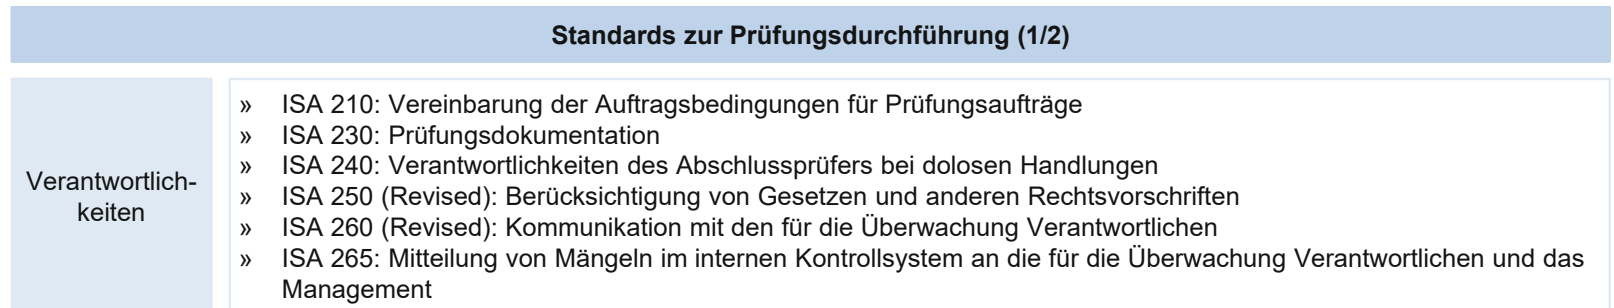 Standards zur Prüfungsdurchführung (1/2)
Verantwortlich-
keiten
» ISA 210: Vereinbarung der Auftragsbedingungen für Prüfungsaufträge
» ISA 230: Prüfungsdokumentation
» ISA 240: Verantwortlichkeiten des Abschlussprüfers bei dolosen Handlungen
» ISA 250 (Revised): Berücksichtigung von Gesetzen und anderen Rechtsvorschriften
» ISA 260 (Revised): Kommunikation mit den für die Überwachung Verantwortlichen
» ISA 265: Mitteilung von Mängeln im internen Kontrollsystem an die für die Überwachung Verantwortlichen und das
Management